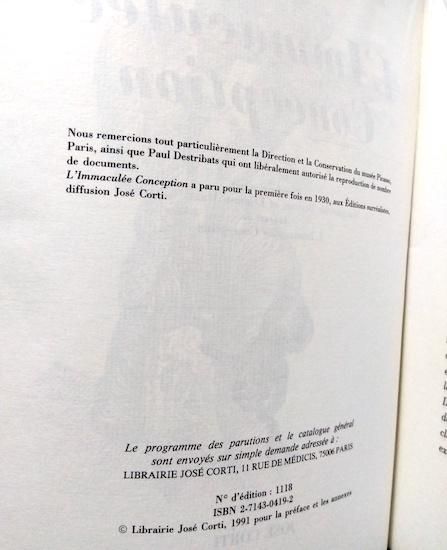 Nous remercions tout particulièrement la Direction et la Conservation du musée Picasso,
Paris, ainsi que Paul Destribats qui ont libéralement autorisé la reproduction de nombre
de documents.
L'Immaculée Conception a paru pour la première fois en 1930, aux Éditions surréalistes,
diffusion José Corti.
Le programme des parutions et le catalogue général
sont envoyés sur simple demande adressée à :
LIBRAIRIE JOSÉ CORTI, 11 RUE DE MÉDICIS, 75006 PARIS
N° d'édition : 1118
ISBN 2-7143-0419-2
© Librairie José Corti, 1991 pour la préface et les annexes